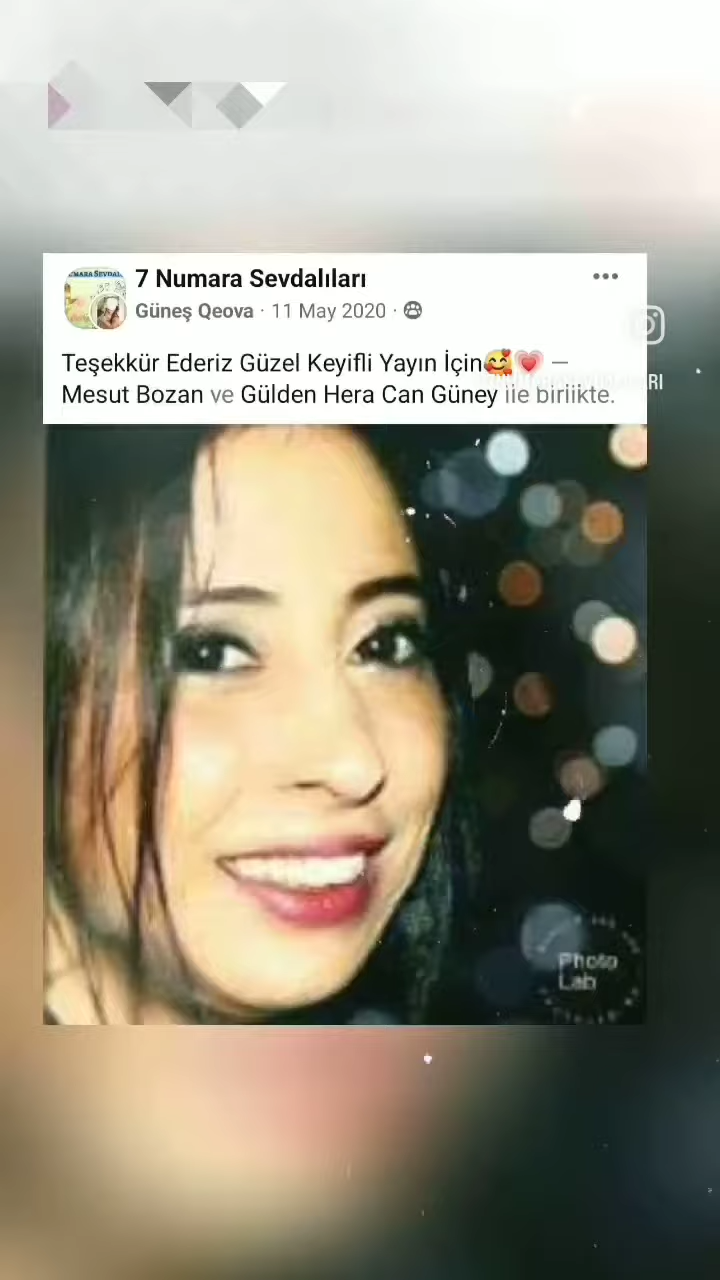 7 Numara Sevdalıları
Güneş Qeova · 11 May 2020 ·
Teşekkür Ederiz Güzel Keyifli Yayın İçin🥰💗 —
Mesut Bozan ve Gülden Hera Can Güney ile birlikte.
Photo
Lab